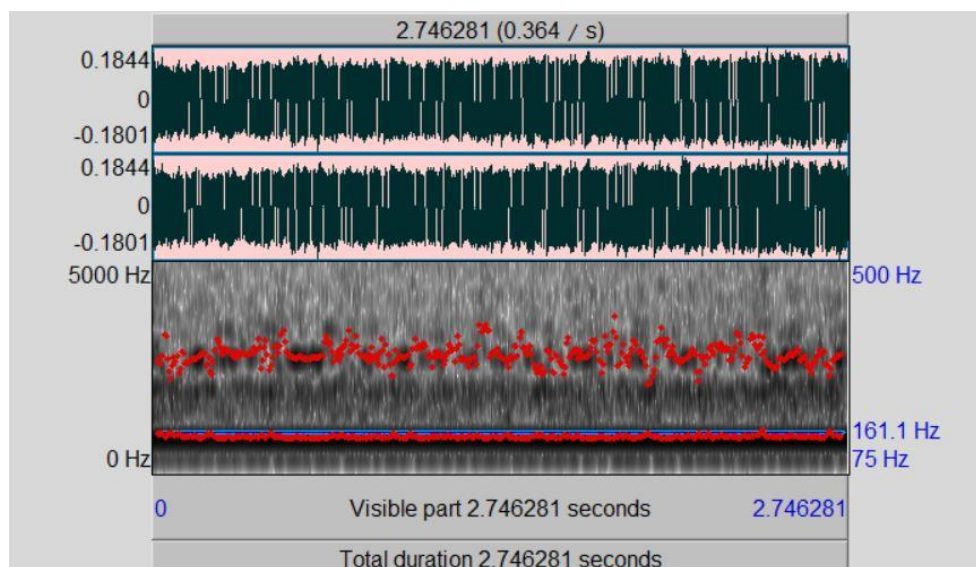 2.746281 (0.364 / s)
0.1844
0
-0.1801
0.1844
0
-0.1801
5000 Hz 500 Hz
161.1 Hz
0 Hz 75 Hz
0 Visible part 2.746281 seconds 2.746281
Total duration 2.746281 seconds